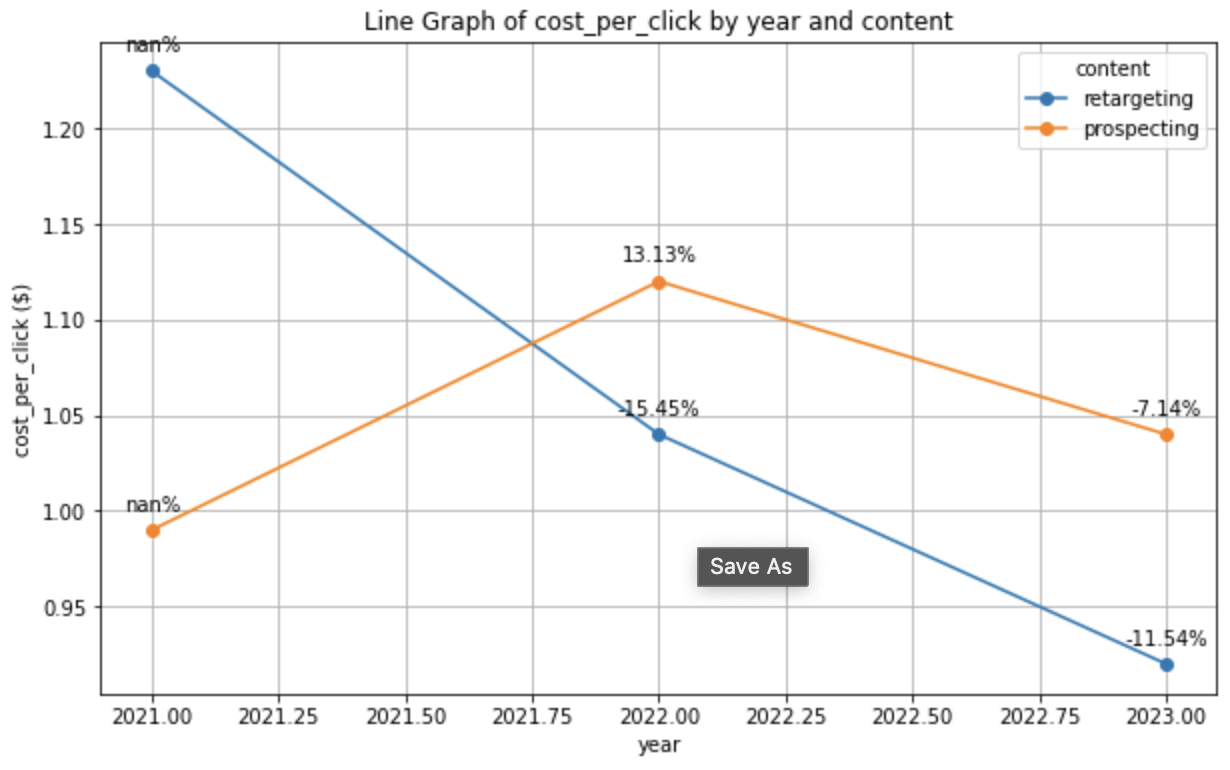 Line Graph of cost_per_click by year and content
nan%
content
retargeting
prospecting
1.20
1.15
13.13%
1.10
cost_per_click ($)
1.05
-15.45%
-7.14%
nan%
1.00
Save As
0.95
-11.54%
2021.00 2021.25 2021.50 2021.75 2022.00 2022.25 2022.50 2022.75 2023.00
year